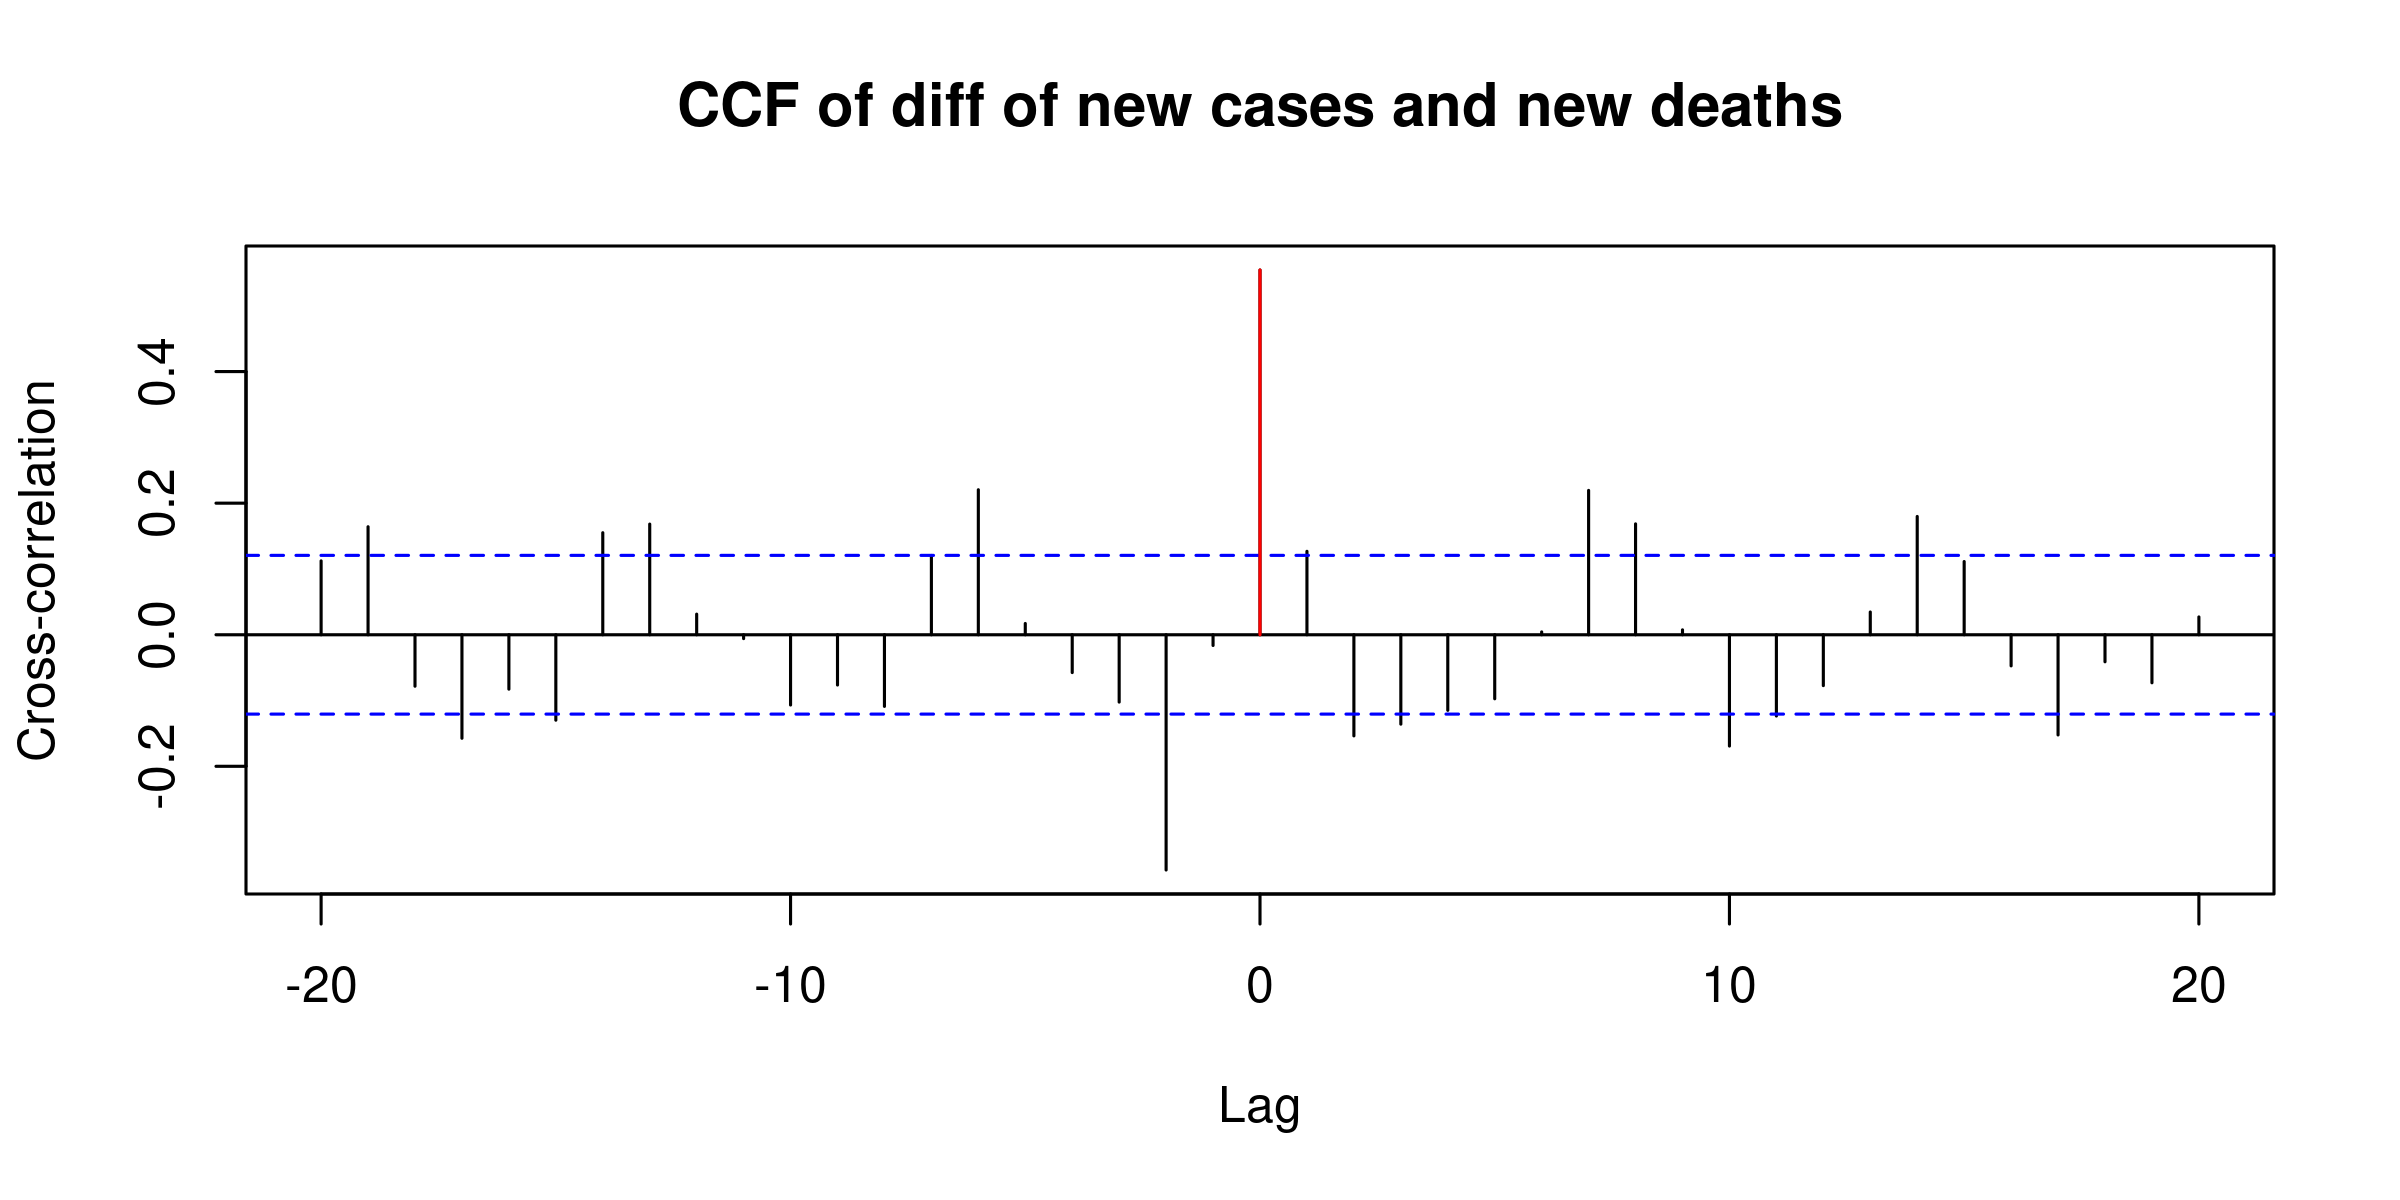 CCF of diff of new cases and new deaths
Cross-correlation
0.4
0.2
0.0
-0.2
-20 -10 0 10 20
Lag